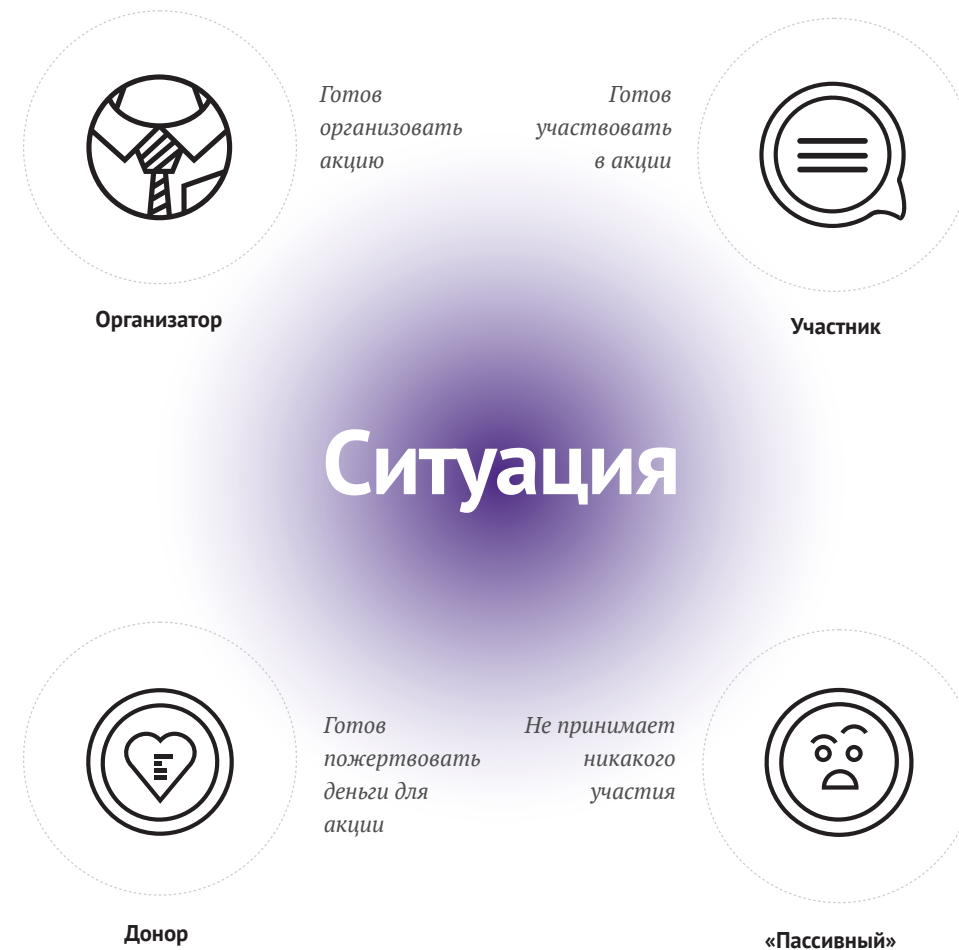 Готов
организовать
акцию
Готов
участвовать
в акции
Организатор
Участник
Ситуация
Готов
пожертвовать
деньги для
акции
Не принимает
никакого
участия
Донор
«Пассивный»